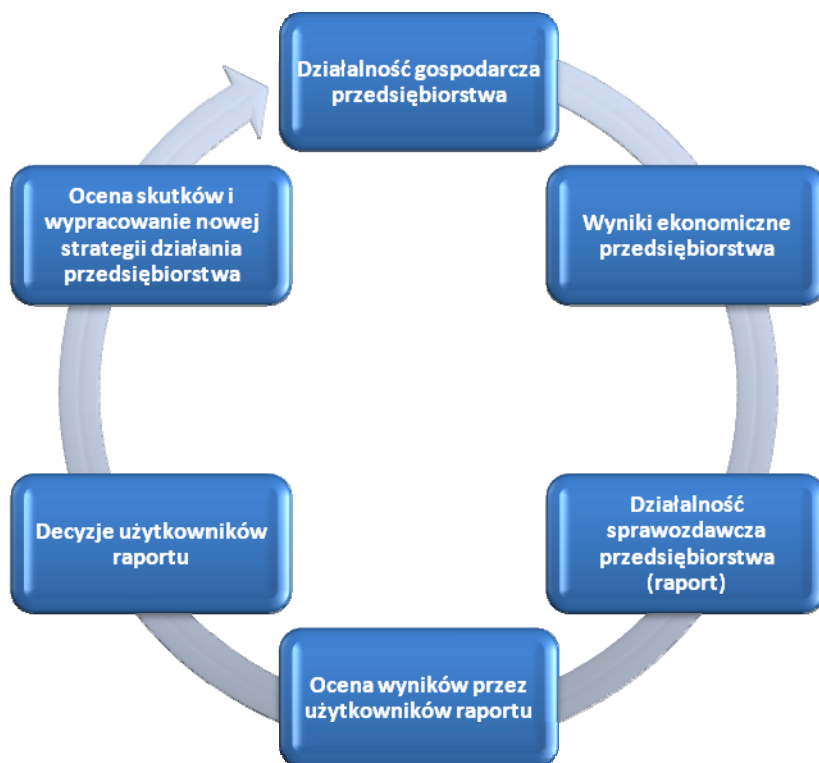 Działalność gospodarcza
przedsiębiorstwa
Wyniki ekonomiczne
przedsiębiorstwa
Działalność
sprawozdawcza
przedsiębiorstwa
(raport)
Ocena wyników przez
użytkowników raportu
Decyzje użytkowników
raportu
Ocena skutków i
wypracowanie nowej
strategii działania
przedsiębiorstwa